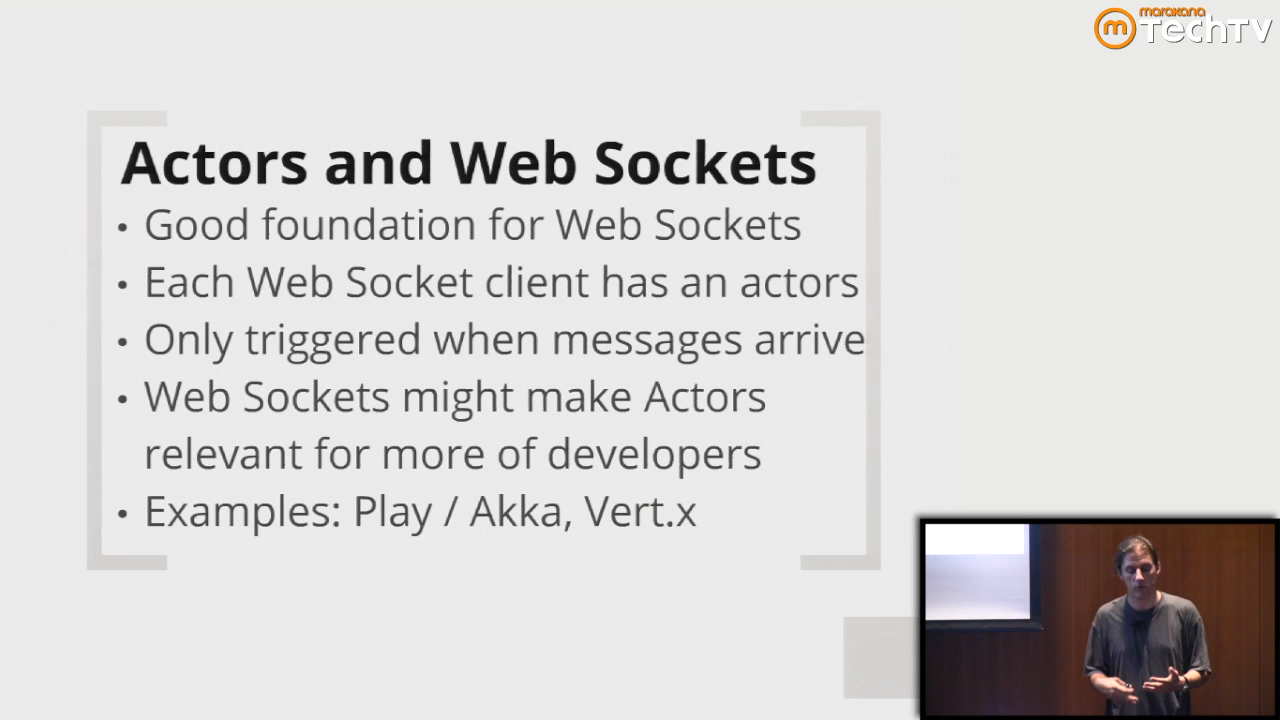 marakana
m TechTV
Actors and Web Sockets
• Good foundation for Web Sockets
• Each Web Socket client has an actors
• Only triggered when messages arrive
• Web Sockets might make Actors
relevant for more of developers
• Examples: Play / Akka, Vert.x